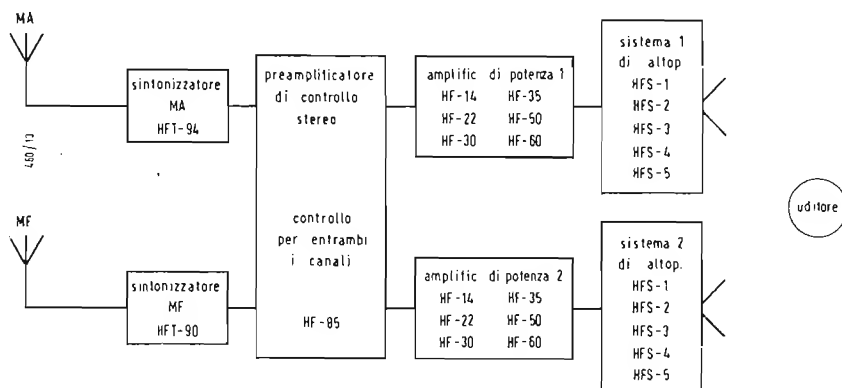 MA
sintonizzatore
MA
HFT-94
preamplificatore
di controllo
stereo
amplific di potenza 1
HF-14 HF-35
HF-22 HF-50
HF-30 HF-60
sistema 1
di altop
HFS-1
HFS-2
HFS-3
HFS-4
HFS-5
460/13
uditore
MF
sintonizzatore
MF
HFT-90
controllo
per entrambi
i canali
HF-85
amplific di potenza 2
HF-14 HF-35
HF-22 HF-50
HF-30 HF-60
sistema 2
di altop.
HFS-1
HFS-2
HFS-3
HFS-4
HFS-5